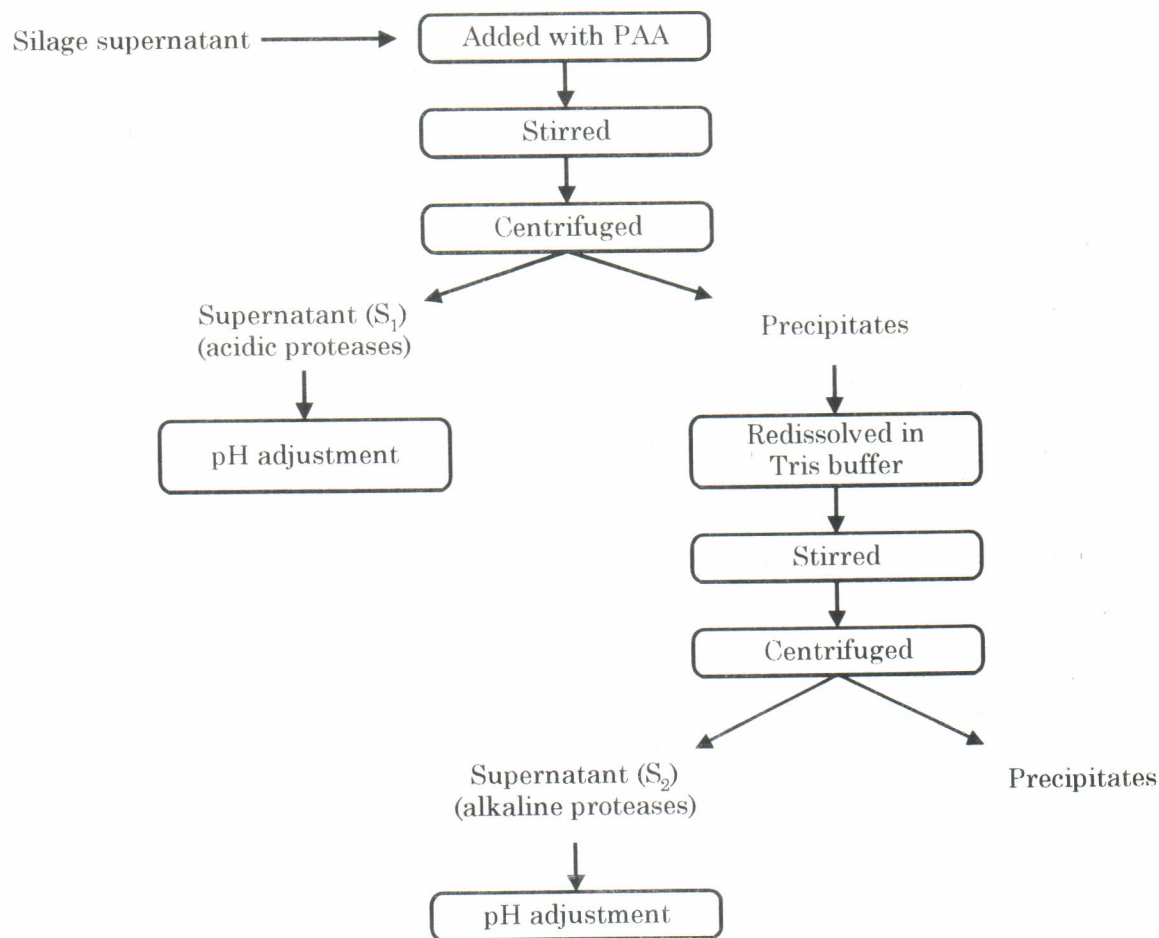 Silage supernatant
Added with PAA
Stirred
Centrifuged
Supernatant (S₁)
(acidic proteases)
Precipitates
pH adjustment
Redissolved in
Tris buffer
Stirred
Centrifuged
Supernatant (S₂)
(alkaline proteases)
Precipitates
pH adjustment